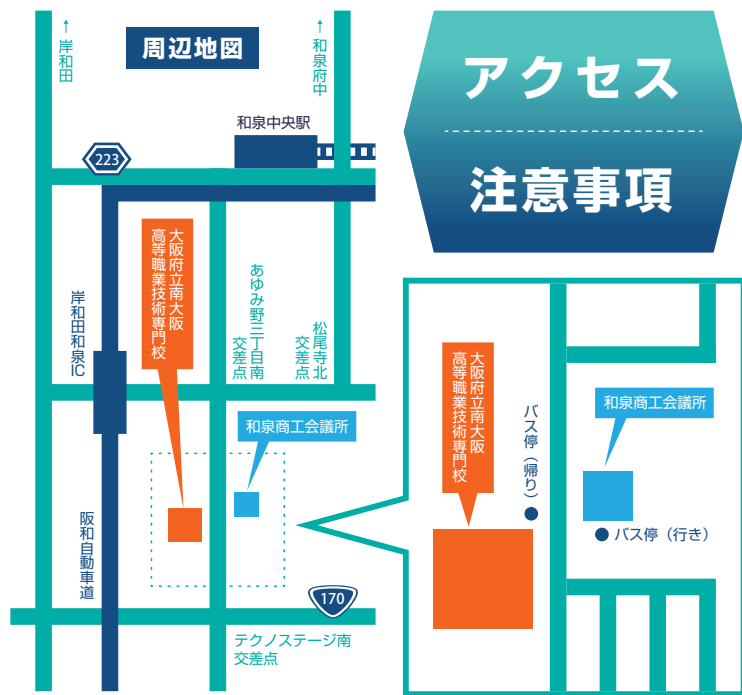 周辺地図
↑岸和田
↑和泉府中
和泉中央駅
223
大阪府立南大阪
高等職業技術専門校
あゆみ野三丁目南
交差点
松尾寺北
交差点
岸和田和泉IC
和泉商工会議所
阪和自動車道
170
テクノステージ南
交差点
アクセス
注意事項
大阪府立南大阪
高等職業技術専門校
バス停（帰り）
和泉商工会議所
バス停（行き）